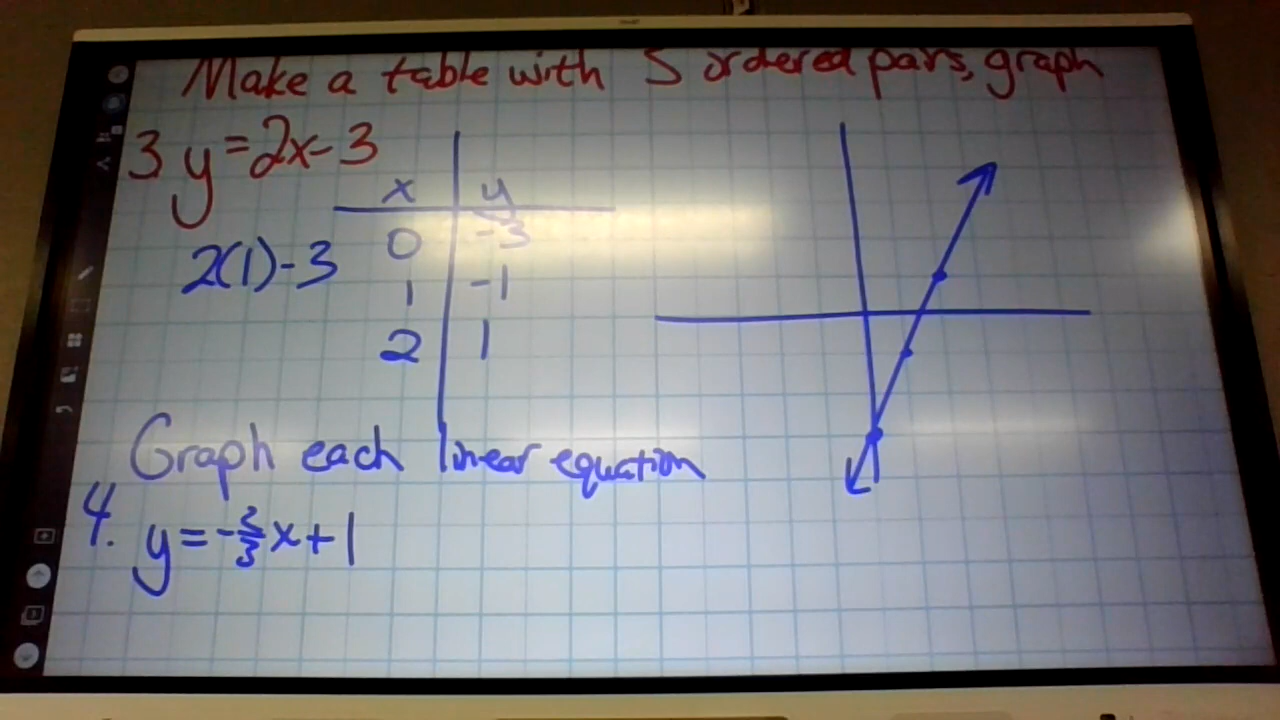 Make a table with 5 ordered pairs, graph
3 y=2x-3
x y
0 -3
2(1)-3
1 -1
2 1
Graph each linear equation
4. y=-2/3x+1